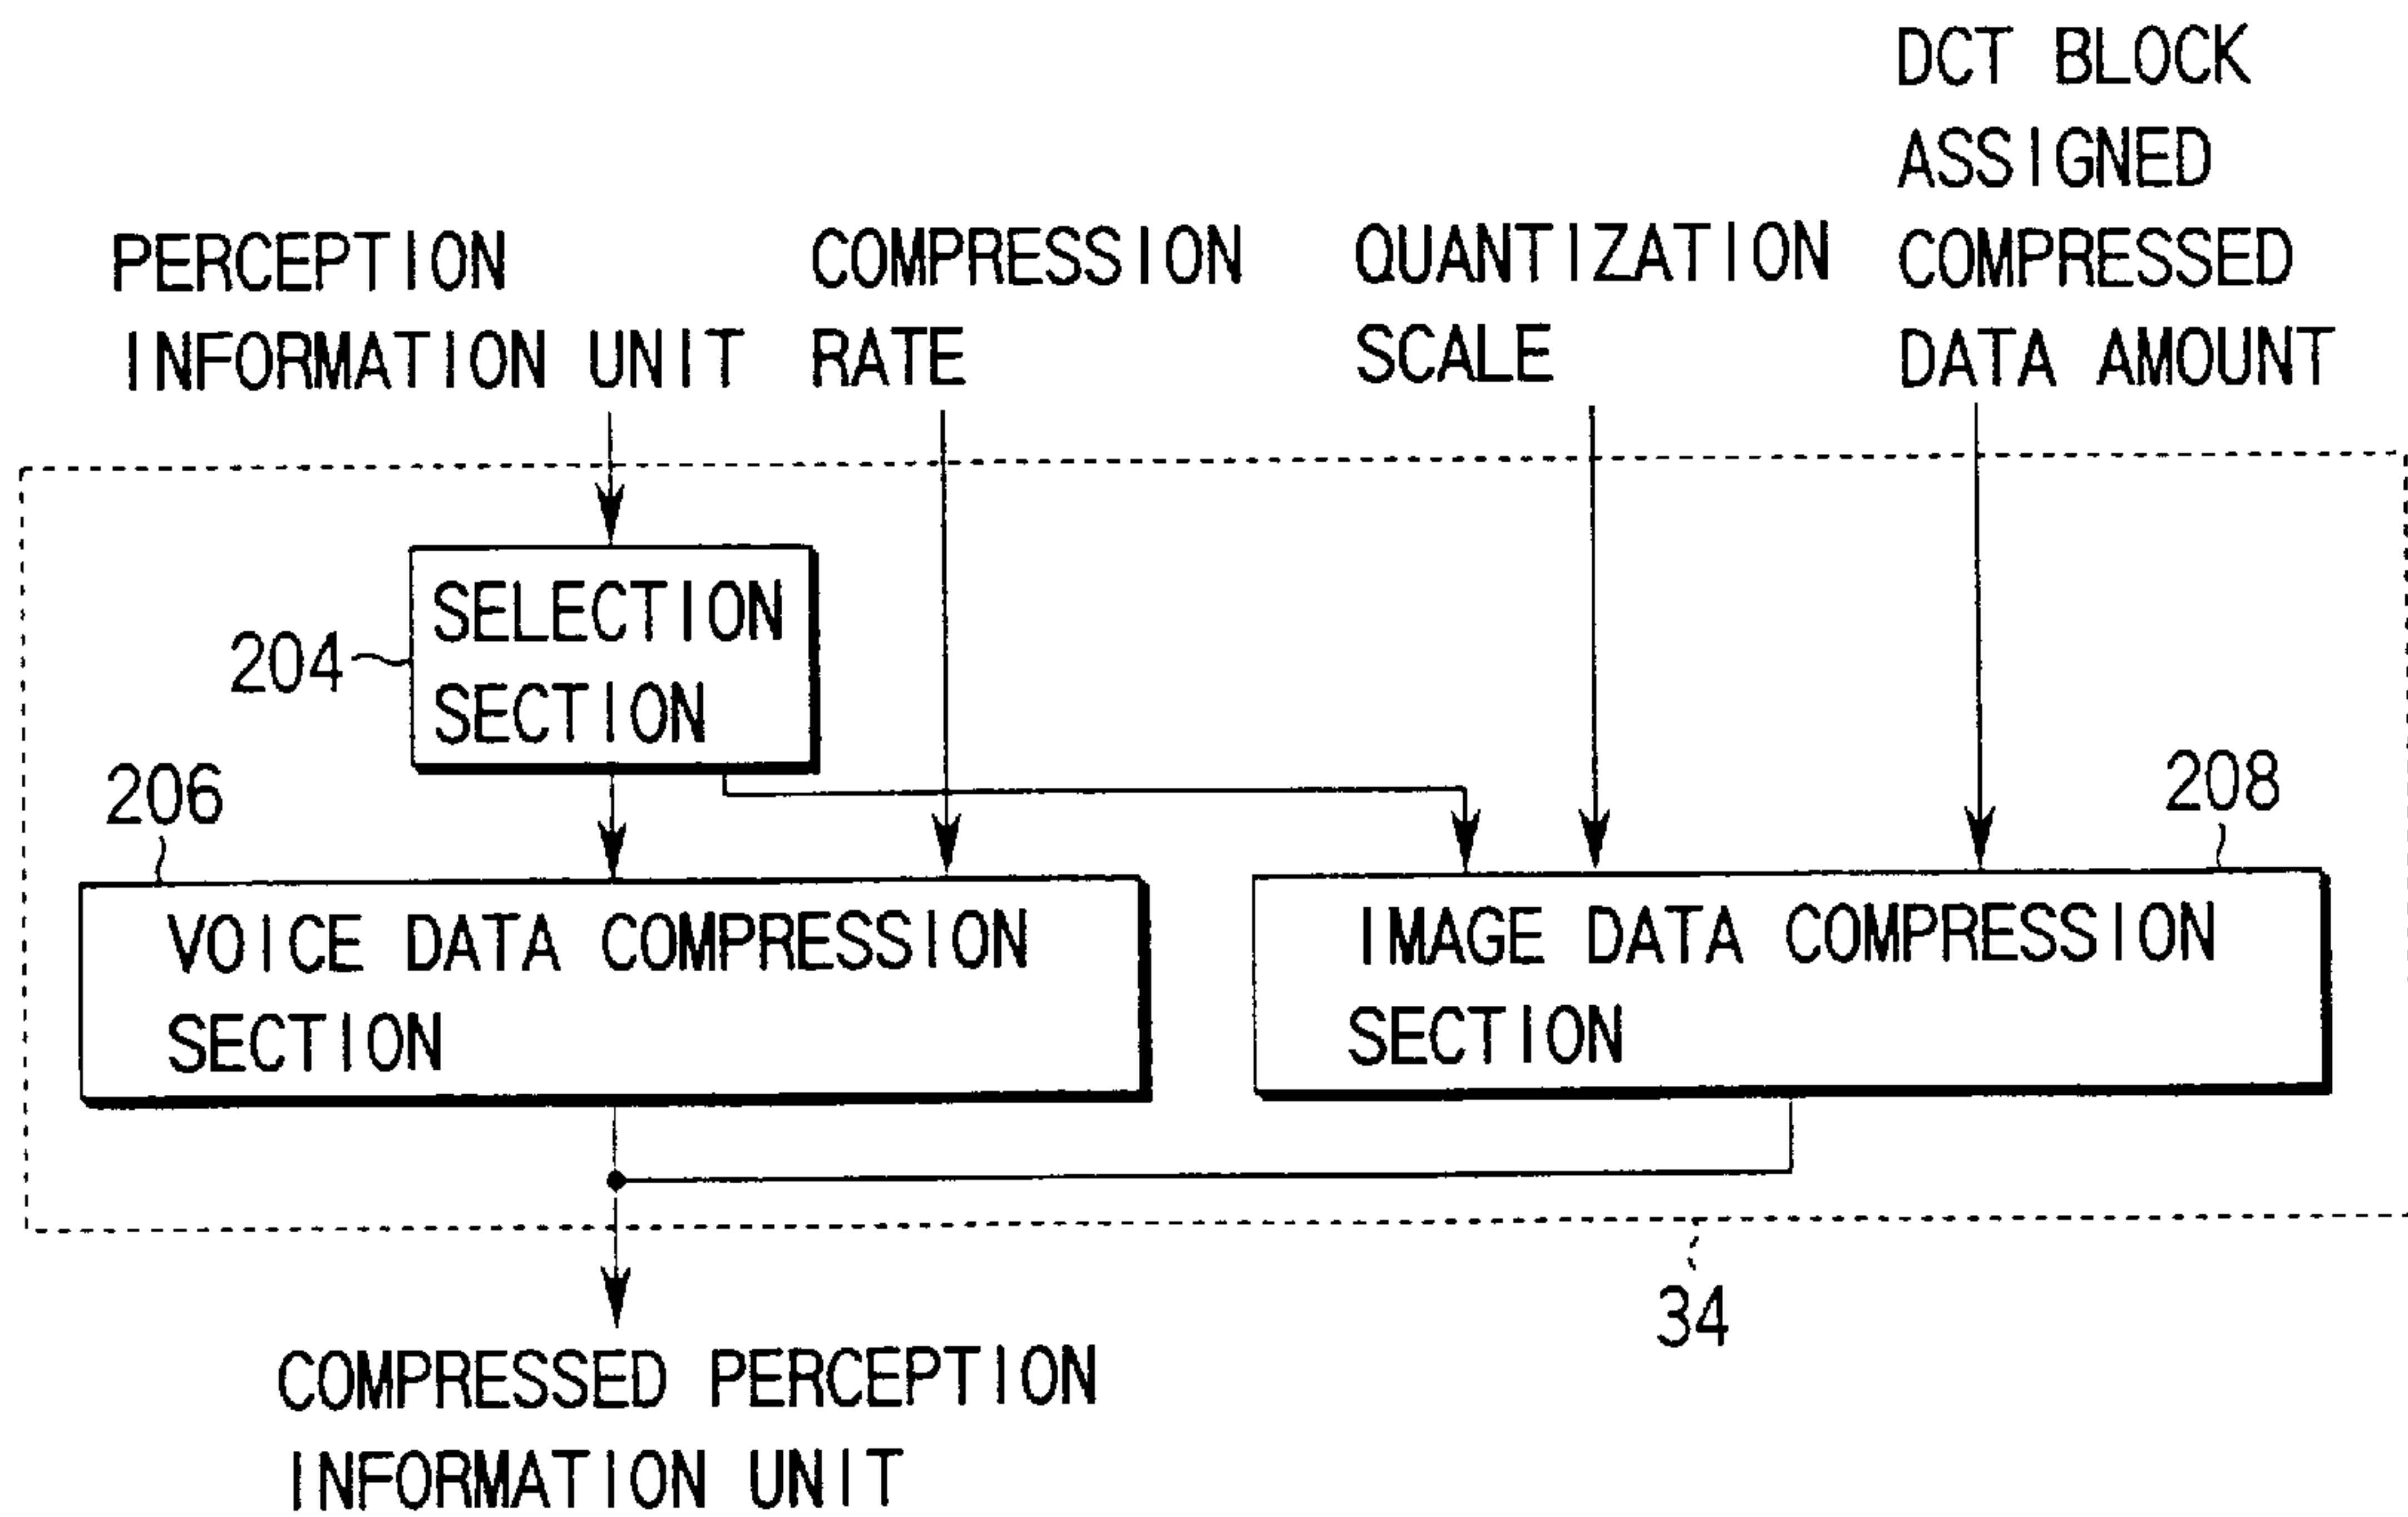 DCT BLOCK
ASSIGNED
COMPRESSED
DATA AMOUNT
PERCEPTION
INFORMATION UNIT
COMPRESSION
RATE
QUANTIZATION
SCALE
SELECTION
SECTION
204
206
208
VOICE DATA COMPRESSION
SECTION
IMAGE DATA COMPRESSION
SECTION
34
COMPRESSED PERCEPTION
INFORMATION UNIT